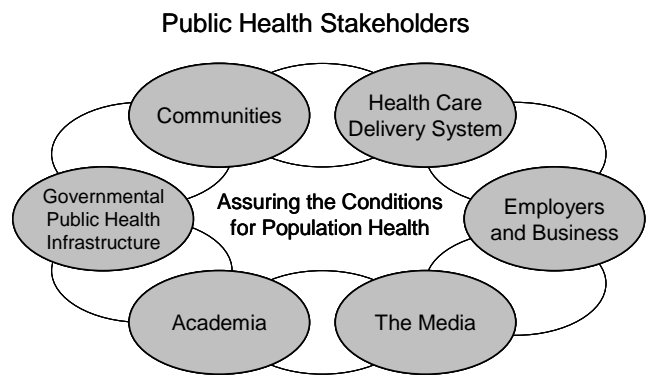 Public Health Stakeholders
Communities
Health Care
Delivery System
Governmental
Public Health
Infrastructure
Assuring the Conditions
for Population Health
Employers
and Business
Academia
The Media